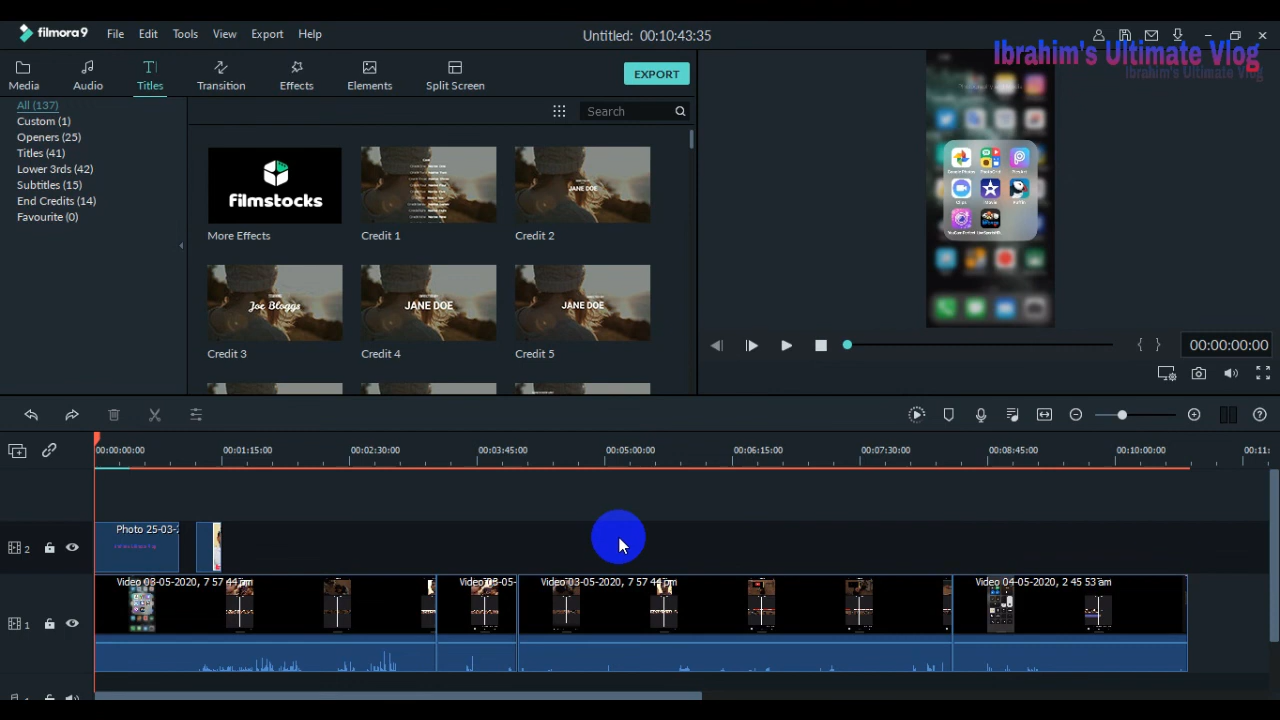 filmora9 File Edit Tools View Export Help Untitled: 00:10:43:35
Ibrahim's Ultimate Vlog
Ibrahim's Ultimate Vlog
Media Audio Titles Transition Effects Elements Split Screen EXPORT
All (137)
Custom (1)
Openers (25)
Titles (41)
Lower 3rds (42)
Subtitles (15)
End Credits (14)
Favourite (0)
Search
filmstocks
More Effects Credit 1 Credit 2
JANE DOE
Joe Bloggs JANE DOE JANE DOE
Credit 3 Credit 4 Credit 5
{ } 00:00:00:00
00:00:00:00 00:01:15:00 00:02:30:00 00:03:45:00 00:05:00:00 00:06:15:00 00:07:30:00 00:08:45:00 00:10:00:00 00:11:
2 Photo 25-03-
1 Video 03-05-2020, 7 57 44 pm Video 03-05- Video 03-05-2020, 7 57 44 pm Video 04-05-2020, 2 45 53 am